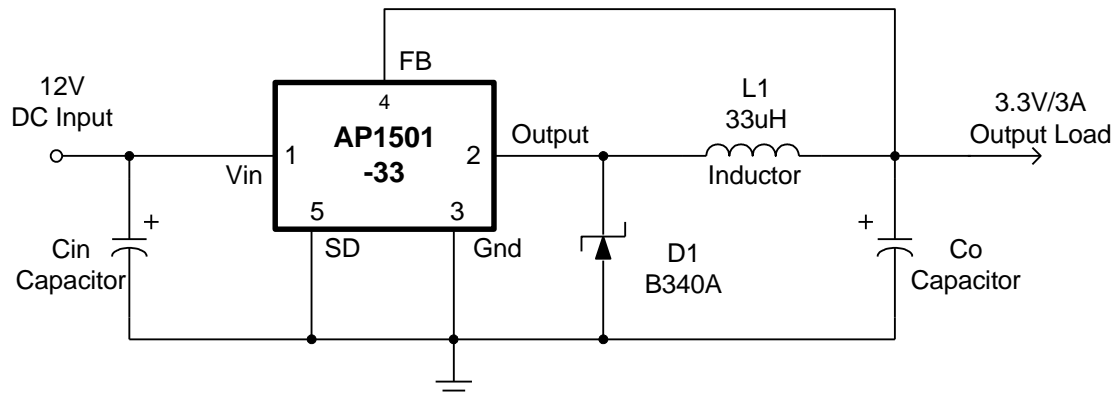 FB
12V
DC Input
4
L1
33uH
3.3V/3A
Output Load
AP1501
-33
1
2
Output
Vin
Inductor
5
3
SD
Gnd
+
Cin
Capacitor
D1
B340A
+
Co
Capacitor